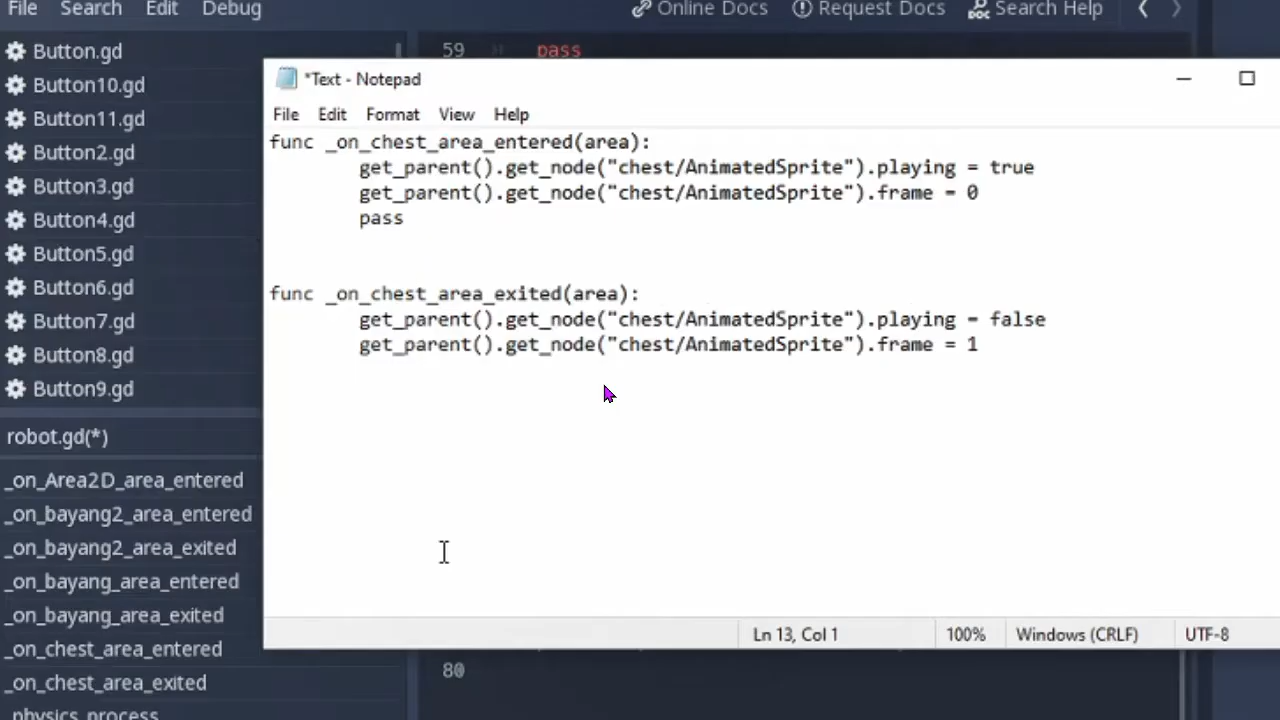 File Search Edit Debug Online Docs Request Docs Search Help
Button.gd
Button10.gd
Button11.gd
Button2.gd
Button3.gd
Button4.gd
Button5.gd
Button6.gd
Button7.gd
Button8.gd
Button9.gd
robot.gd(*)
_on_Area2D_area_entered
_on_bayang2_area_entered
_on_bayang2_area_exited
_on_bayang_area_entered
_on_bayang_area_exited
_on_chest_area_entered
_on_chest_area_exited
_physics_process
59 pass
*Text - Notepad
File Edit Format View Help
func _on_chest_area_entered(area):
get_parent().get_node("chest/AnimatedSprite").playing = true
get_parent().get_node("chest/AnimatedSprite").frame = 0
pass
func _on_chest_area_exited(area):
get_parent().get_node("chest/AnimatedSprite").playing = false
get_parent().get_node("chest/AnimatedSprite").frame = 1
Ln 13, Col 1 100% Windows (CRLF) UTF-8
80